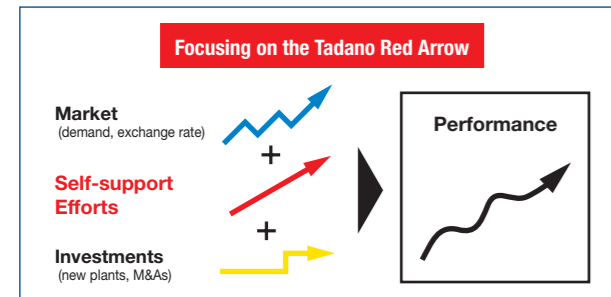 Focusing on the Tadano Red Arrow
Market
(demand, exchange rate)
+
Self-support
Efforts
+
Investments
(new plants, M&As)
Performance